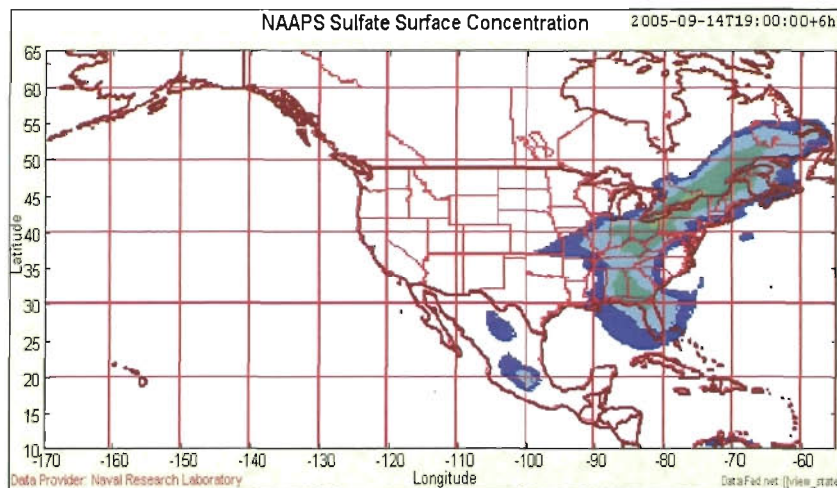 NAAPS Sulfate Surface Concentration 2005-09-14T19:00:00+6h
65
60
55
50
45
40
35
30
25
20
15
10
Latitude
-170 -160 -150 -140 -130 -120 -110 -100 -90 -80 -70 -60
Longitude
Data Provider: Naval Research Laboratory
DataFed.net:[]view_stat